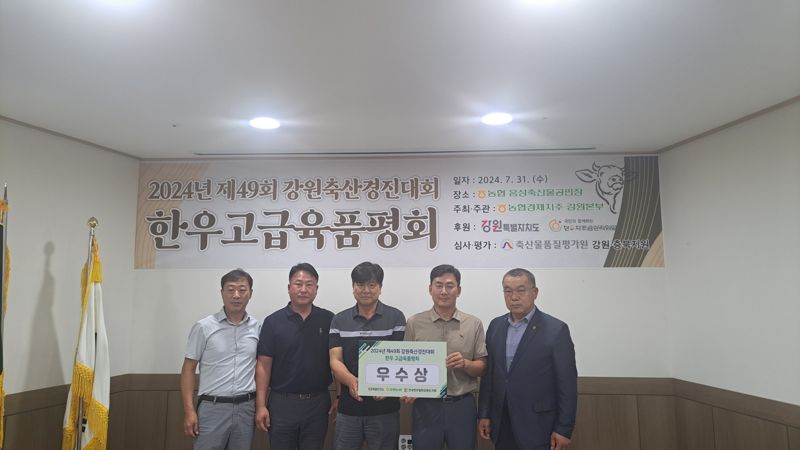 2024년 제49회 강원축산경진대회
한우고급육품평회
일자 : 2024. 7. 31. (수)
장소 : 농협 음성축산물공판장
주최·주관 : 농협경제지주 강원본부
후원 : 강원특별자치도
심사·평가 : 축산물품질평가원 강원·충북지원
2024년 제49회 강원축산경진대회
한우 고급육품평회
우수상